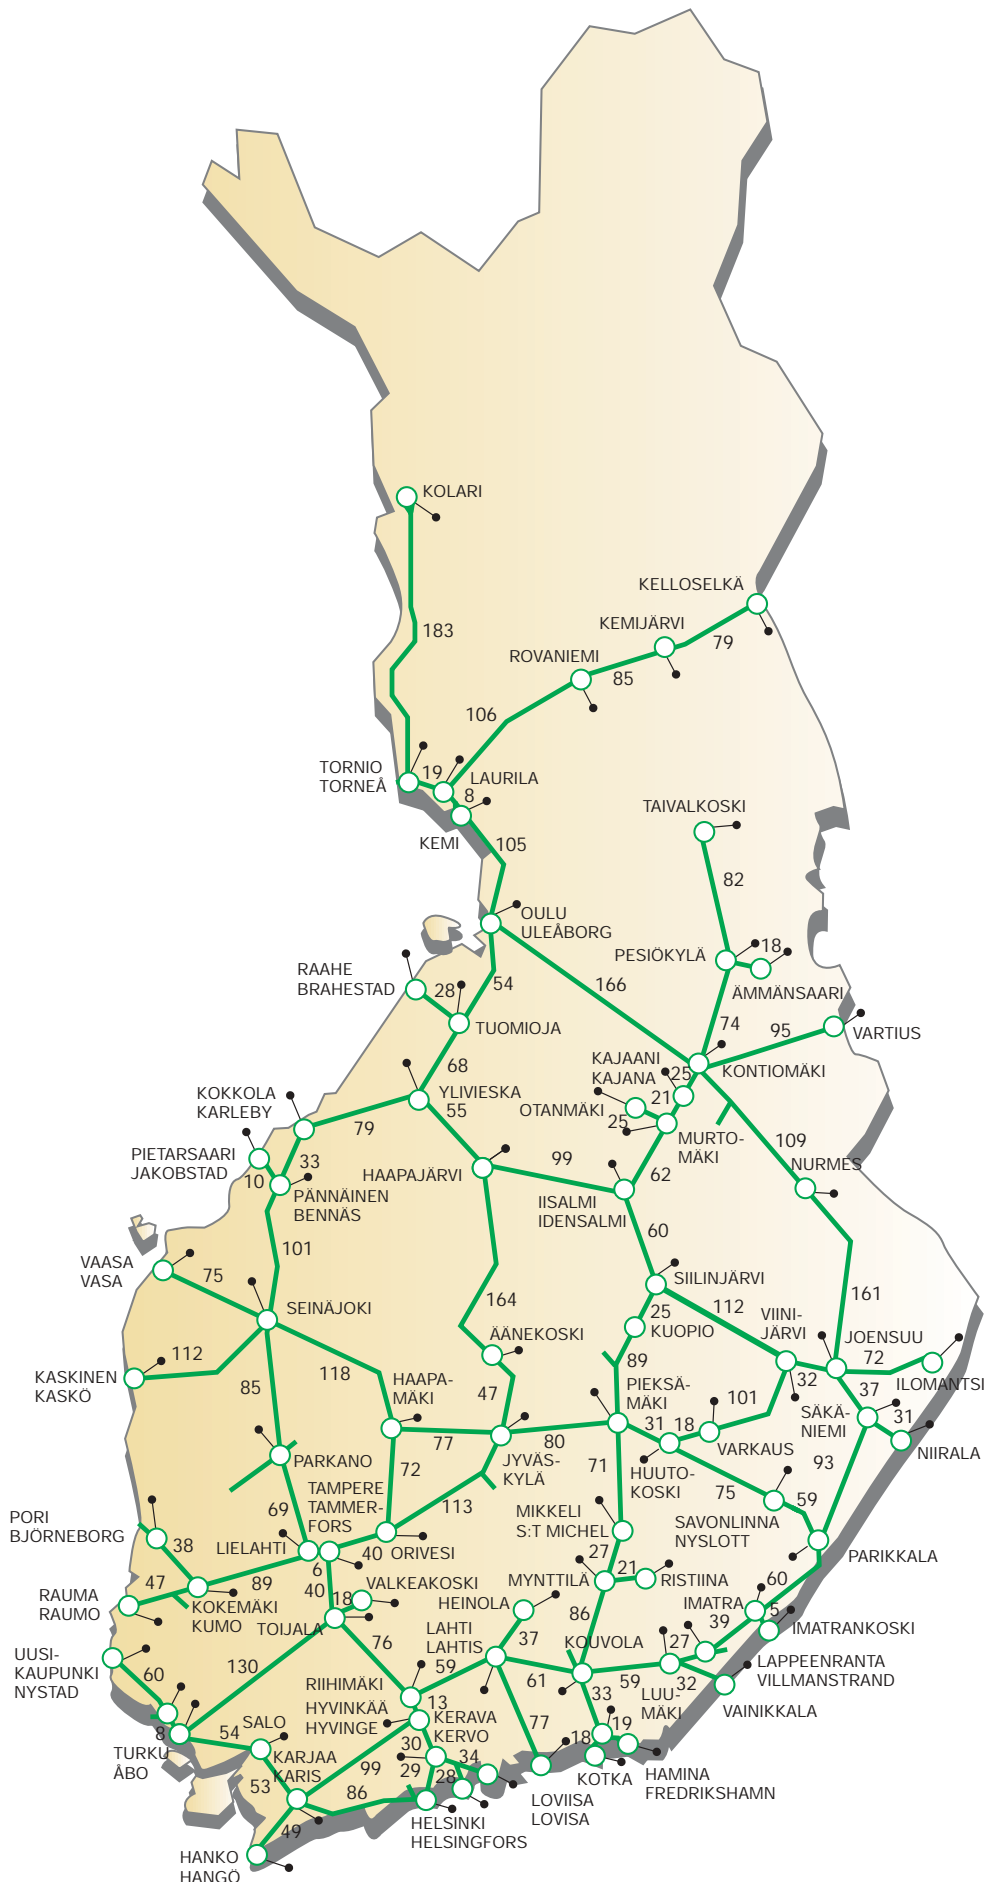 KOLARI
KELLOSELKÄ
KEMIJÄRVI
183
79
ROVANIEMI
85
106
TORNIO
TORNEÅ
19
LAURILA
8
KEMI
105
TAIVALKOSKI
82
OULU
ULEÅBORG
PESIÖKYLÄ
18
ÄMMÄNSAARI
RAAHE
BRAHESTAD
28
54
166
TUOMIOJA
74
95
VARTIUS
KAJAANI
KAJANA
25
KONTIOMÄKI
68
YLIVIESKA
55
KOKKOLA
KARLEBY
79
OTANMÄKI
21
25
MURTO-
MÄKI
109
PIETARSAARI
JAKOBSTAD
33
10
PÄNNÄINEN
BENNÄS
HAAPAJÄRVI
99
62
NURMES
IISALMI
IDENSALMI
60
101
VAASA
VASA
75
SEINÄJOKI
164
SIILINJÄRVI
112
161
25
KUOPIO
VIINI-
JÄRVI
ÄÄNEKOSKI
JOENSUU
72
ILOMANTSI
KASKINEN
KASKÖ
112
118
85
HAAPA-
MÄKI
47
89
PIEKSÄ-
MÄKI
101
32
37
SÄKÄ-
NIEMI
31
NIIRALA
77
80
31
18
VARKAUS
PARKANO
JYVÄS-
KYLÄ
HUUTO-
KOSKI
93
72
71
75
59
TAMPERE
TAMMER-
FORS
69
113
MIKKELI
S:T MICHEL
SAVONLINNA
NYSLOTT
PORI
BJÖRNEBORG
38
LIELAHTI
40
ORIVESI
PARIKKALA
6
27
47
89
40
18
VALKEAKOSKI
MYNTTILÄ
21
RISTIINA
60
RAUMA
RAUMO
KOKEMÄKI
KUMO
TOIJALA
HEINOLA
86
IMATRA
5
IMATRANKOSKI
UUSI-
KAUPUNKI
NYSTAD
LAHTI
LAHTIS
37
KOUVOLA
39
27
76
59
LAPPEENRANTA
VILLMANSTRAND
60
130
RIIHIMÄKI
61
59
32
LUU-
MÄKI
VAINIKKALA
HYVINKÄÄ
HYVINGE
13
KERAVA
KERVO
33
8
54
SALO
77
18
19
TURKU
ÅBO
KARJAA
KARIS
30
34
99
29
28
KOTKA
HAMINA
FREDRIKSHAMN
53
86
LOVIISA
LOVISA
HELSINKI
HELSINGFORS
49
HANKO
HANGÖ